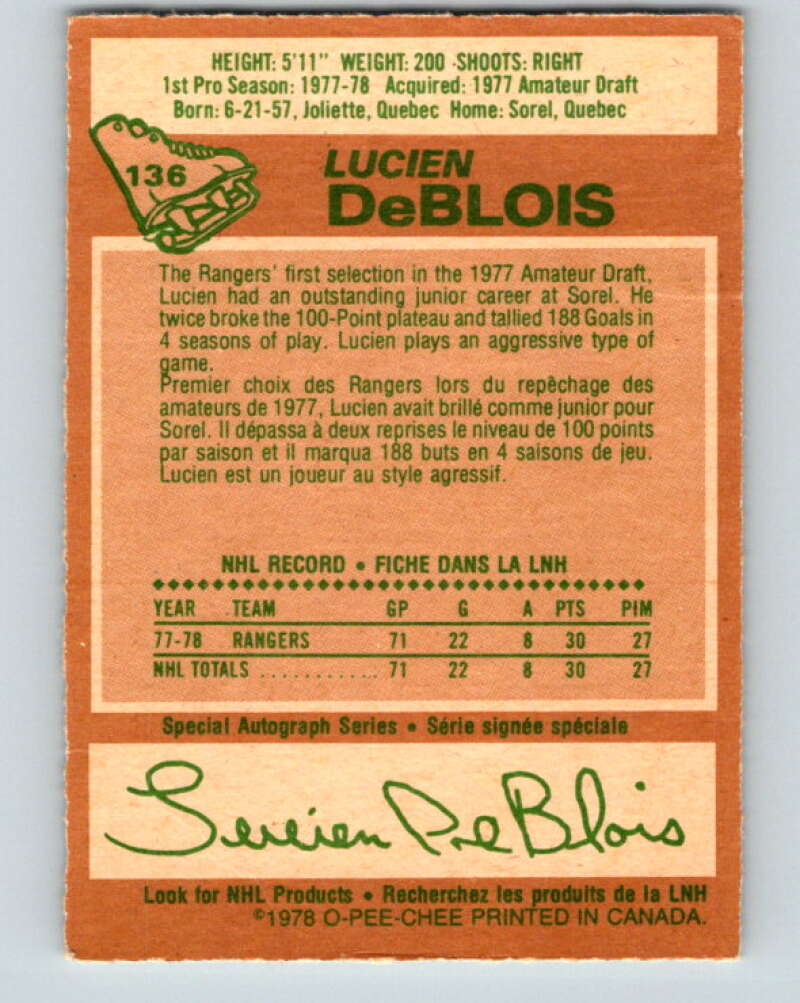 HEIGHT: 5'11" WEIGHT: 200 -SHOOTS: RIGHT
1st Pro Season: 1977-78 Acquired: 1977 Amateur Draft
Born: 6-21-57, Joliette, Quebec Home: Sorel, Quebec
136
LUCIEN
DeBLOIS
The Rangers' first selection in the 1977 Amateur Draft,
Lucien had an outstanding junior career at Sorel. He
twice broke the 100-Point plateau and tallied 188 Goals in
4 seasons of play. Lucien plays an aggressive type of
game.
Premier choix des Rangers lors du repêchage des
amateurs de 1977, Lucien avait brillé comme junior pour
Sorel. Il dépassa à deux reprises le niveau de 100 points
par saison et il marqua 188 buts en 4 saisons de jeu.
Lucien est un joueur au style agressif.
NHL RECORD • FICHE DANS LA LNH
YEAR TEAM GP G A PTS PIM
77-78 RANGERS 71 22 8 30 27
NHL TOTALS ............ 71 22 8 30 27
Special Autograph Series • Série signée spéciale
Lucien DeBlois
Look for NHL Products • Recherchez les produits de la LNH
©1978 O-PEE-CHEE PRINTED IN CANADA.